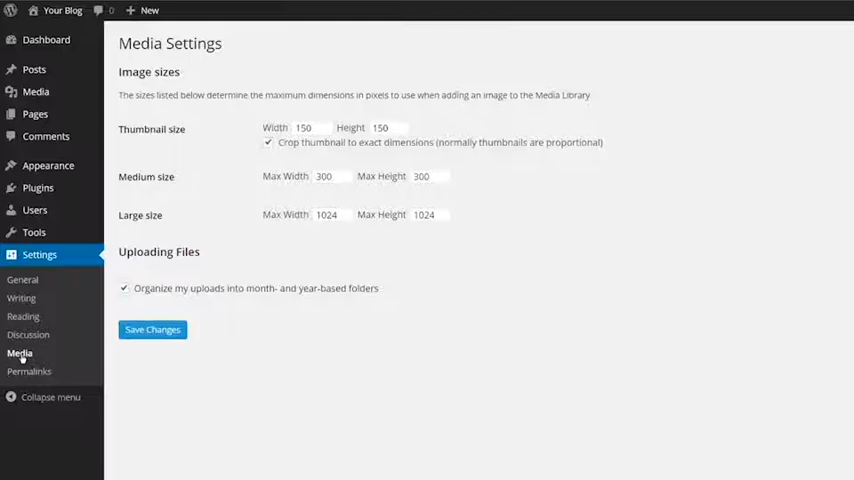 Your Blog 0 New
Dashboard
Posts
Media
Pages
Comments
Appearance
Plugins
Users
Tools
Settings
General
Writing
Reading
Discussion
Media
Permalinks
Collapse menu
Media Settings
Image sizes
The sizes listed below determine the maximum dimensions in pixels to use when adding an image to the Media Library
Thumbnail size Width 150 Height 150
Crop thumbnail to exact dimensions (normally thumbnails are proportional)
Medium size Max Width 300 Max Height 300
Large size Max Width 1024 Max Height 1024
Uploading Files
Organize my uploads into month- and year-based folders
Save Changes